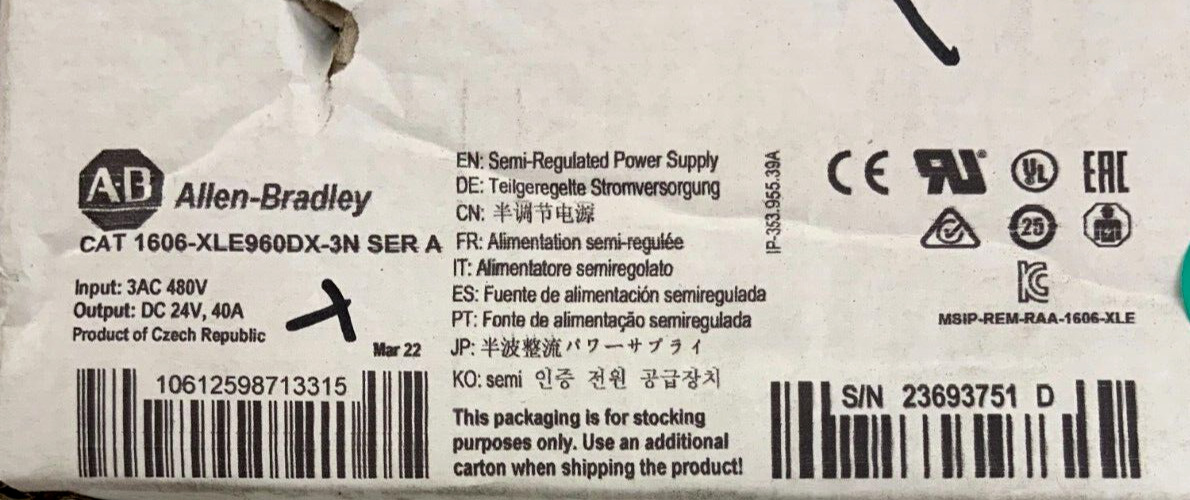 A·B Allen-Bradley
CAT 1606-XLE960DX-3N SER A
Input: 3AC 480V
Output: DC 24V, 40A
Product of Czech Republic
Mar 22
10612598713315
EN: Semi-Regulated Power Supply
DE: Teilgeregelte Stromversorgung
CN: 半调节电源
FR: Alimentation semi-regulée
IT: Alimentatore semiregolato
ES: Fuente de alimentación semiregulada
PT: Fonte de alimentação semiregulada
JP: 半波整流パワーサプライ
KO: semi 인증 전원 공급장치
This packaging is for stocking
purposes only. Use an additional
carton when shipping the product!
IP-353.955.39A
CE RU US UL EAC
25
KC
MSIP-REM-RAA-1606-XLE
S/N 23693751 D